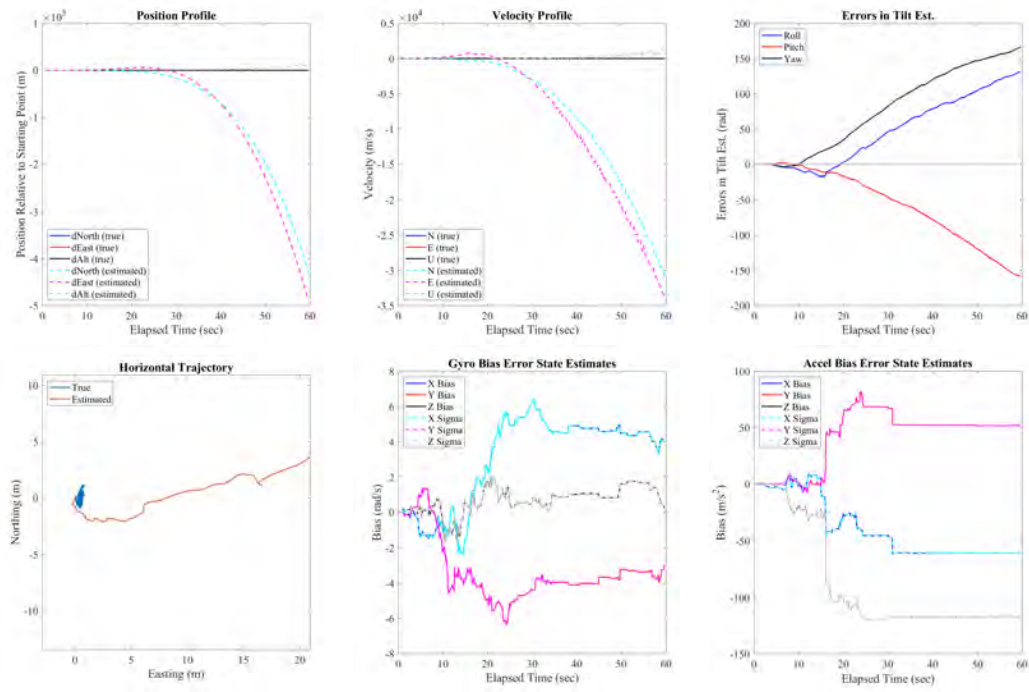 Position Profile
×10⁵
1
0
-1
-2
-3
-4
-5
Position Relative to Starting Point (m)
dNorth (true)
dEast (true)
dAlt (true)
dNorth (estimated)
dEast (estimated)
dAlt (estimated)
0 10 20 30 40 50 60
Elapsed Time (sec)
Velocity Profile
×10⁴
0.5
0
-0.5
-1
-1.5
-2
-2.5
-3
-3.5
Velocity (m/s)
N (true)
E (true)
U (true)
N (estimated)
E (estimated)
U (estimated)
0 10 20 30 40 50 60
Elapsed Time (sec)
Errors in Tilt Est.
200
150
100
50
0
-50
-100
-150
-200
Errors in Tilt Est. (rad)
Roll
Pitch
Yaw
0 10 20 30 40 50 60
Elapsed Time (sec)
Horizontal Trajectory
10
5
0
-5
-10
Northing (m)
True
Estimated
0 5 10 15 20
Easting (m)
Gyro Bias Error State Estimates
8
6
4
2
0
-2
-4
-6
-8
Bias (rad/s)
X Bias
Y Bias
Z Bias
X Sigma
Y Sigma
Z Sigma
0 10 20 30 40 50 60
Elapsed Time (sec)
Accel Bias Error State Estimates
100
50
0
-50
-100
-150
Bias (m/s²)
X Bias
Y Bias
Z Bias
X Sigma
Y Sigma
Z Sigma
0 10 20 30 40 50 60
Elapsed Time (sec)